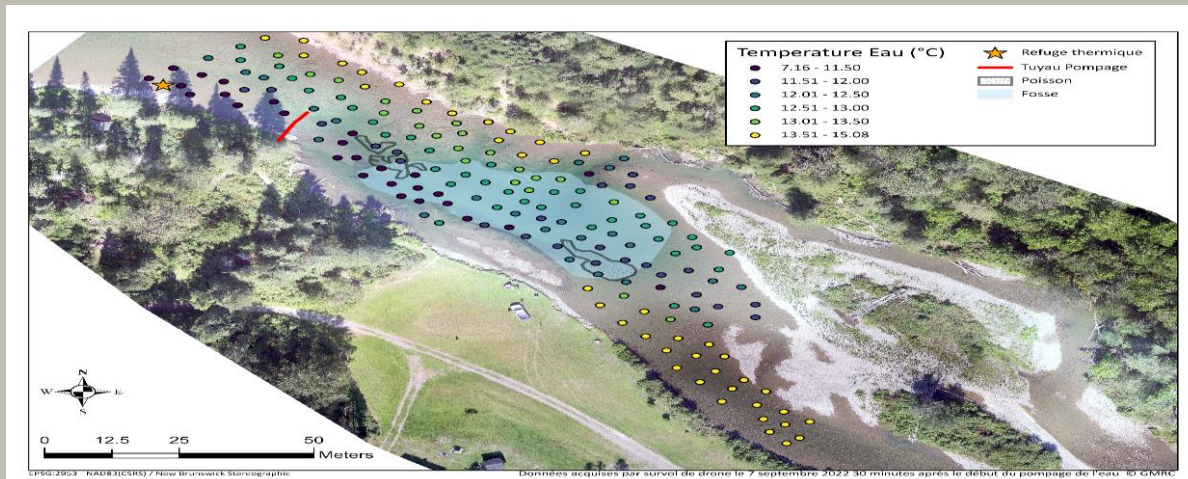 Temperature Eau (°C)
7.16 - 11.50
11.51 - 12.00
12.01 - 12.50
12.51 - 13.00
13.01 - 13.50
13.51 - 15.08
Refuge thermique
Tuyau Pompage
Poisson
Fosse
N
W E
S
0 12.5 25 50
Meters
EPSG:2953 NAD83(CSRS) / New Brunswick Stereographic
Données acquises par survol de drone le 7 septembre 2022 30 minutes après le début du pompage de l'eau © GMRC